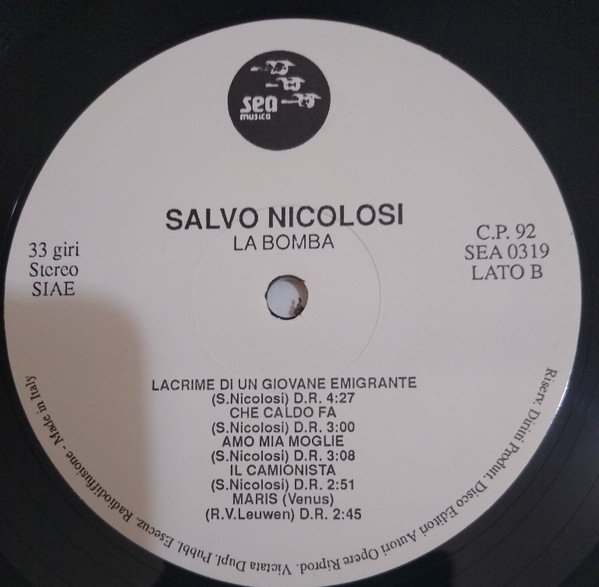 sea
musica
SALVO NICOLOSI
LA BOMBA
33 giri
Stereo
SIAE
C.P. 92
SEA 0319
LATO B
LACRIME DI UN GIOVANE EMIGRANTE
(S.Nicolosi) D.R. 4:27
CHE CALDO FA
(S.Nicolosi) D.R. 3:00
AMO MIA MOGLIE
(S.Nicolosi) D.R. 3:08
IL CAMIONISTA
(S.Nicolosi) D.R. 2:51
MARIS (Venus)
(R.V.Leuwen) D.R. 2:45
Riserv. Diritti Produtt. Disco Editori Autori Opere Riprod. Vietata Dupl. Pubbl. Esecuz. Radiodiffusione - Made in Italy